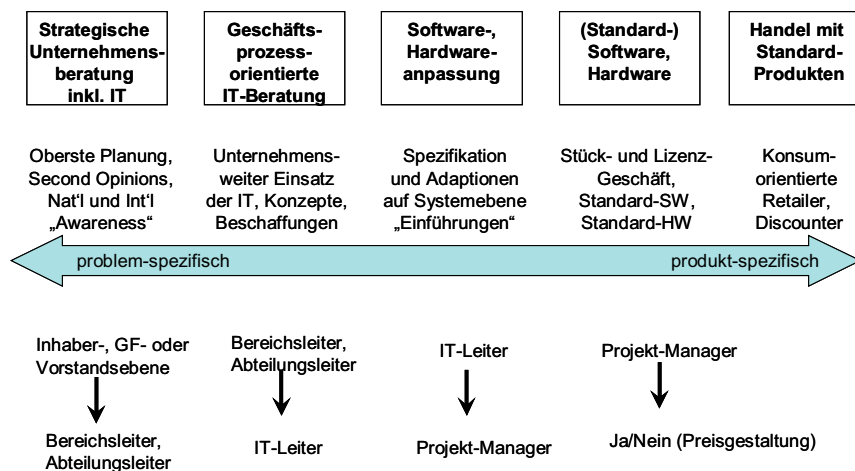 Strategische
Unternehmens-
beratung
inkl. IT
Geschäfts-
prozess-
orientierte
IT-Beratung
Software-,
Hardware-
anpassung
(Standard-)
Software,
Hardware
Handel mit
Standard-
Produkten
Oberste Planung,
Second Opinions,
Nat'l und Int'l
„Awareness“
Unternehmens-
weiter Einsatz
der IT, Konzepte,
Beschaffungen
Spezifikation
und Adaptionen
auf Systemebene
„Einführungen“
Stück- und Lizenz-
Geschäft,
Standard-SW,
Standard-HW
Konsum-
orientierte
Retailer,
Discounter
problem-spezifisch
produkt-spezifisch
Inhaber-, GF- oder
Vorstandsebene
Bereichsleiter,
Abteilungsleiter
IT-Leiter
Projekt-Manager
Bereichsleiter,
Abteilungsleiter
IT-Leiter
Projekt-Manager
Ja/Nein (Preisgestaltung)